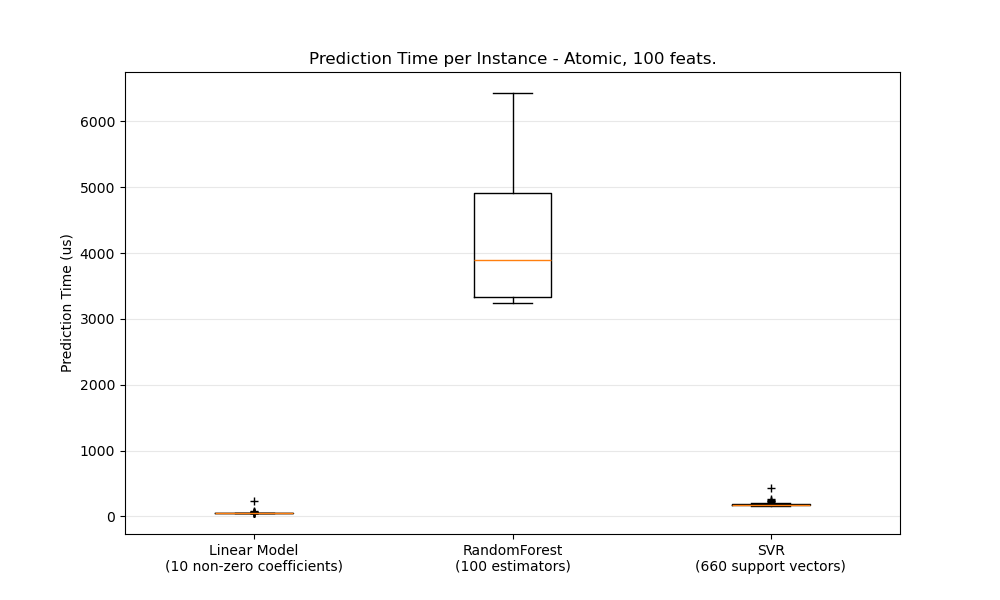 Prediction Time per Instance - Atomic, 100 feats.
Prediction Time (us)
6000
5000
4000
3000
2000
1000
0
Linear Model
(10 non-zero coefficients)
RandomForest
(100 estimators)
SVR
(660 support vectors)